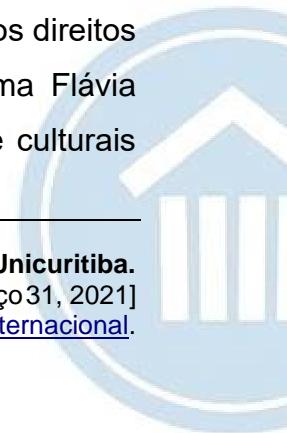 os direitos
ma Flávia
e culturais
Unicuritiba.
ço 31, 2021]
ternacional.